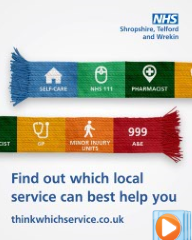 NHS
Shropshire, Telford
and Wrekin
SELF-CARE
NHS 111
PHARMACIST
GP
MINOR INJURY
UNITS
999
A&E
Find out which local
service can best help you
thinkwhichservice.co.uk